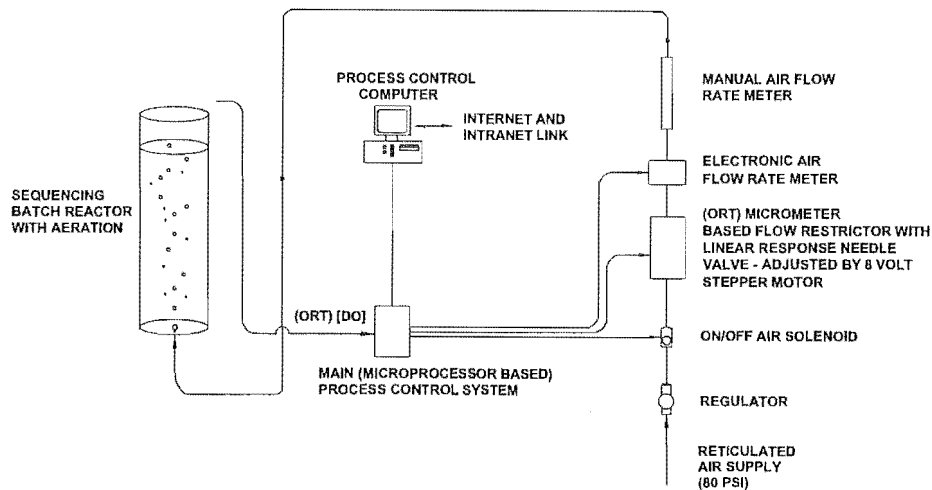 PROCESS CONTROL
COMPUTER
INTERNET AND
INTRANET LINK
MANUAL AIR FLOW
RATE METER
ELECTRONIC AIR
FLOW RATE METER
SEQUENCING
BATCH REACTOR
WITH AERATION
(ORT) MICROMETER
BASED FLOW RESTRICTOR WITH
LINEAR RESPONSE NEEDLE
VALVE - ADJUSTED BY 8 VOLT
STEPPER MOTOR
(ORT) [DO]
ON/OFF AIR SOLENOID
MAIN (MICROPROCESSOR BASED)
PROCESS CONTROL SYSTEM
REGULATOR
RETICULATED
AIR SUPPLY
(80 PSI)